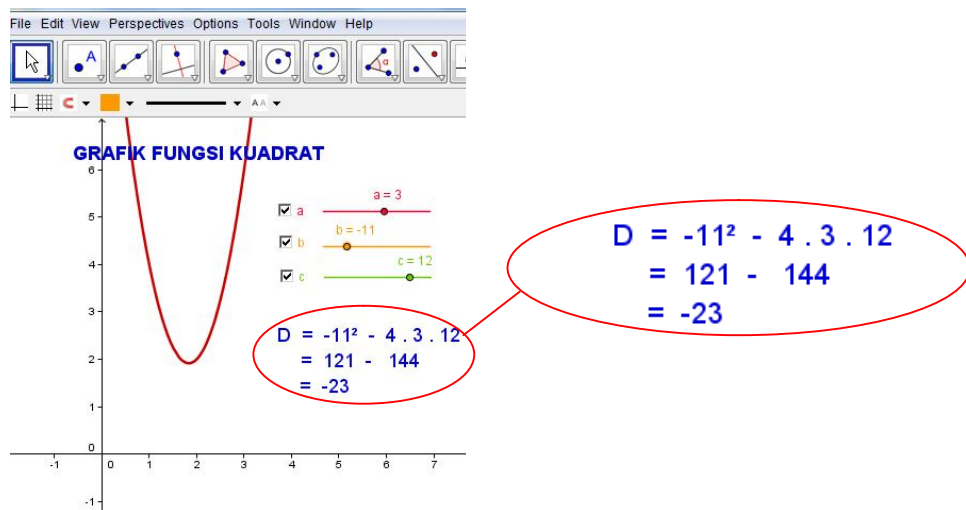 File Edit View Perspectives Options Tools Window Help
A
α
A A
GRAFIK FUNGSI KUADRAT
a = 3
a
b = -11
b
c = 12
c
D = -11² - 4 . 3 . 12
= 121 - 144
= -23
D = -11² - 4 . 3 . 12
= 121 - 144
= -23
6
5
4
3
2
1
0
-1
-1 0 1 2 3 4 5 6 7